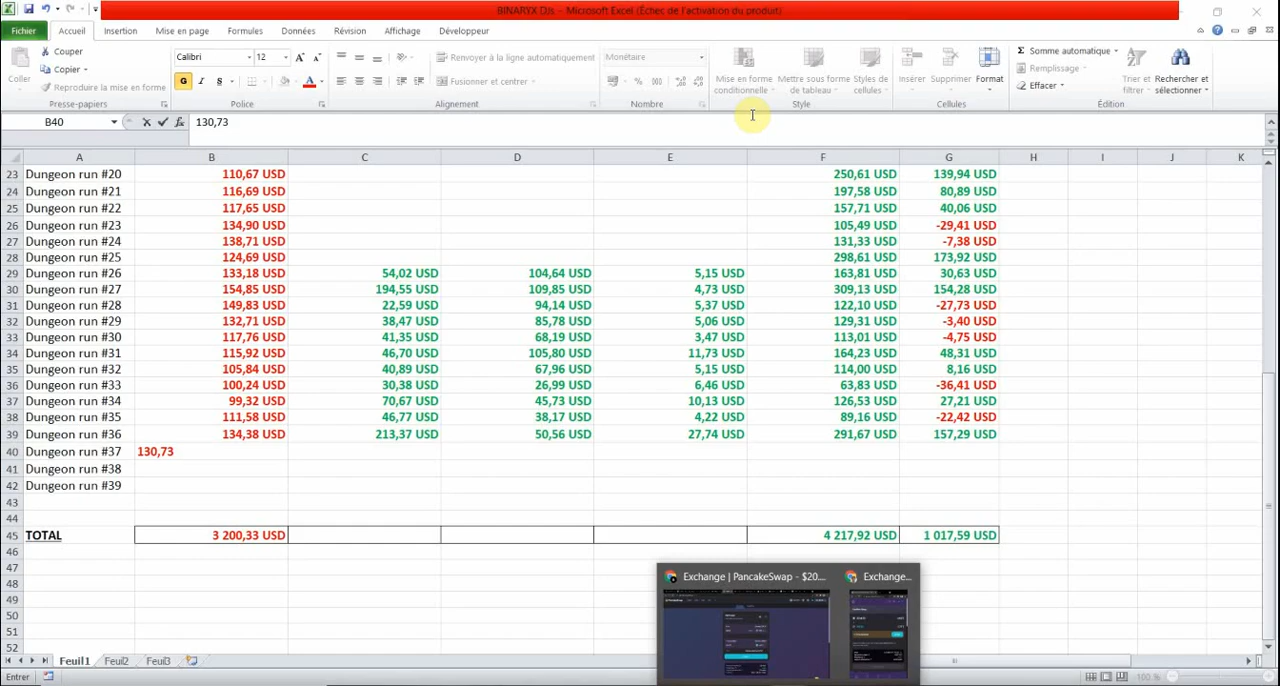 BINARYX DJs - Microsoft Excel (Échec de l'activation du produit)
Fichier Accueil Insertion Mise en page Formules Données Révision Affichage Développeur
Coller
Couper
Copier
Reproduire la mise en forme
Presse-papiers
Calibri 12
G I S
Police
Renvoyer à la ligne automatiquement
Fusionner et centrer
Alignement
Monétaire
Nombre
Mise en forme conditionnelle
Mettre sous forme de tableau
Styles de cellules
Style
Insérer Supprimer Format
Cellules
Somme automatique
Remplissage
Effacer
Trier et filtrer
Rechercher et sélectionner
Édition
B40 130,73
A B C D E F G H I J K
23 Dungeon run #20 110,67 USD 250,61 USD 139,94 USD
24 Dungeon run #21 116,69 USD 197,58 USD 80,89 USD
25 Dungeon run #22 117,65 USD 157,71 USD 40,06 USD
26 Dungeon run #23 134,90 USD 105,49 USD -29,41 USD
27 Dungeon run #24 138,71 USD 131,33 USD -7,38 USD
28 Dungeon run #25 124,69 USD 298,61 USD 173,92 USD
29 Dungeon run #26 133,18 USD 54,02 USD 104,64 USD 5,15 USD 163,81 USD 30,63 USD
30 Dungeon run #27 154,85 USD 194,55 USD 109,85 USD 4,73 USD 309,13 USD 154,28 USD
31 Dungeon run #28 149,83 USD 22,59 USD 94,14 USD 5,37 USD 122,10 USD -27,73 USD
32 Dungeon run #29 132,71 USD 38,47 USD 85,78 USD 5,06 USD 129,31 USD -3,40 USD
33 Dungeon run #30 117,76 USD 41,35 USD 68,19 USD 3,47 USD 113,01 USD -4,75 USD
34 Dungeon run #31 115,92 USD 46,70 USD 105,80 USD 11,73 USD 164,23 USD 48,31 USD
35 Dungeon run #32 105,84 USD 40,89 USD 67,96 USD 5,15 USD 114,00 USD 8,16 USD
36 Dungeon run #33 100,24 USD 30,38 USD 26,99 USD 6,46 USD 63,83 USD -36,41 USD
37 Dungeon run #34 99,32 USD 70,67 USD 45,73 USD 10,13 USD 126,53 USD 27,21 USD
38 Dungeon run #35 111,58 USD 46,77 USD 38,17 USD 4,22 USD 89,16 USD -22,42 USD
39 Dungeon run #36 134,38 USD 213,37 USD 50,56 USD 27,74 USD 291,67 USD 157,29 USD
40 Dungeon run #37 130,73
41 Dungeon run #38
42 Dungeon run #39
43
44
45 TOTAL 3 200,33 USD 4 217,92 USD 1 017,59 USD
46
47
48
49
50
51
52
Exchange | PancakeSwap - $20.... Exchange...
Feuil1 Feuil2 Feuil3
Entrer 100 %